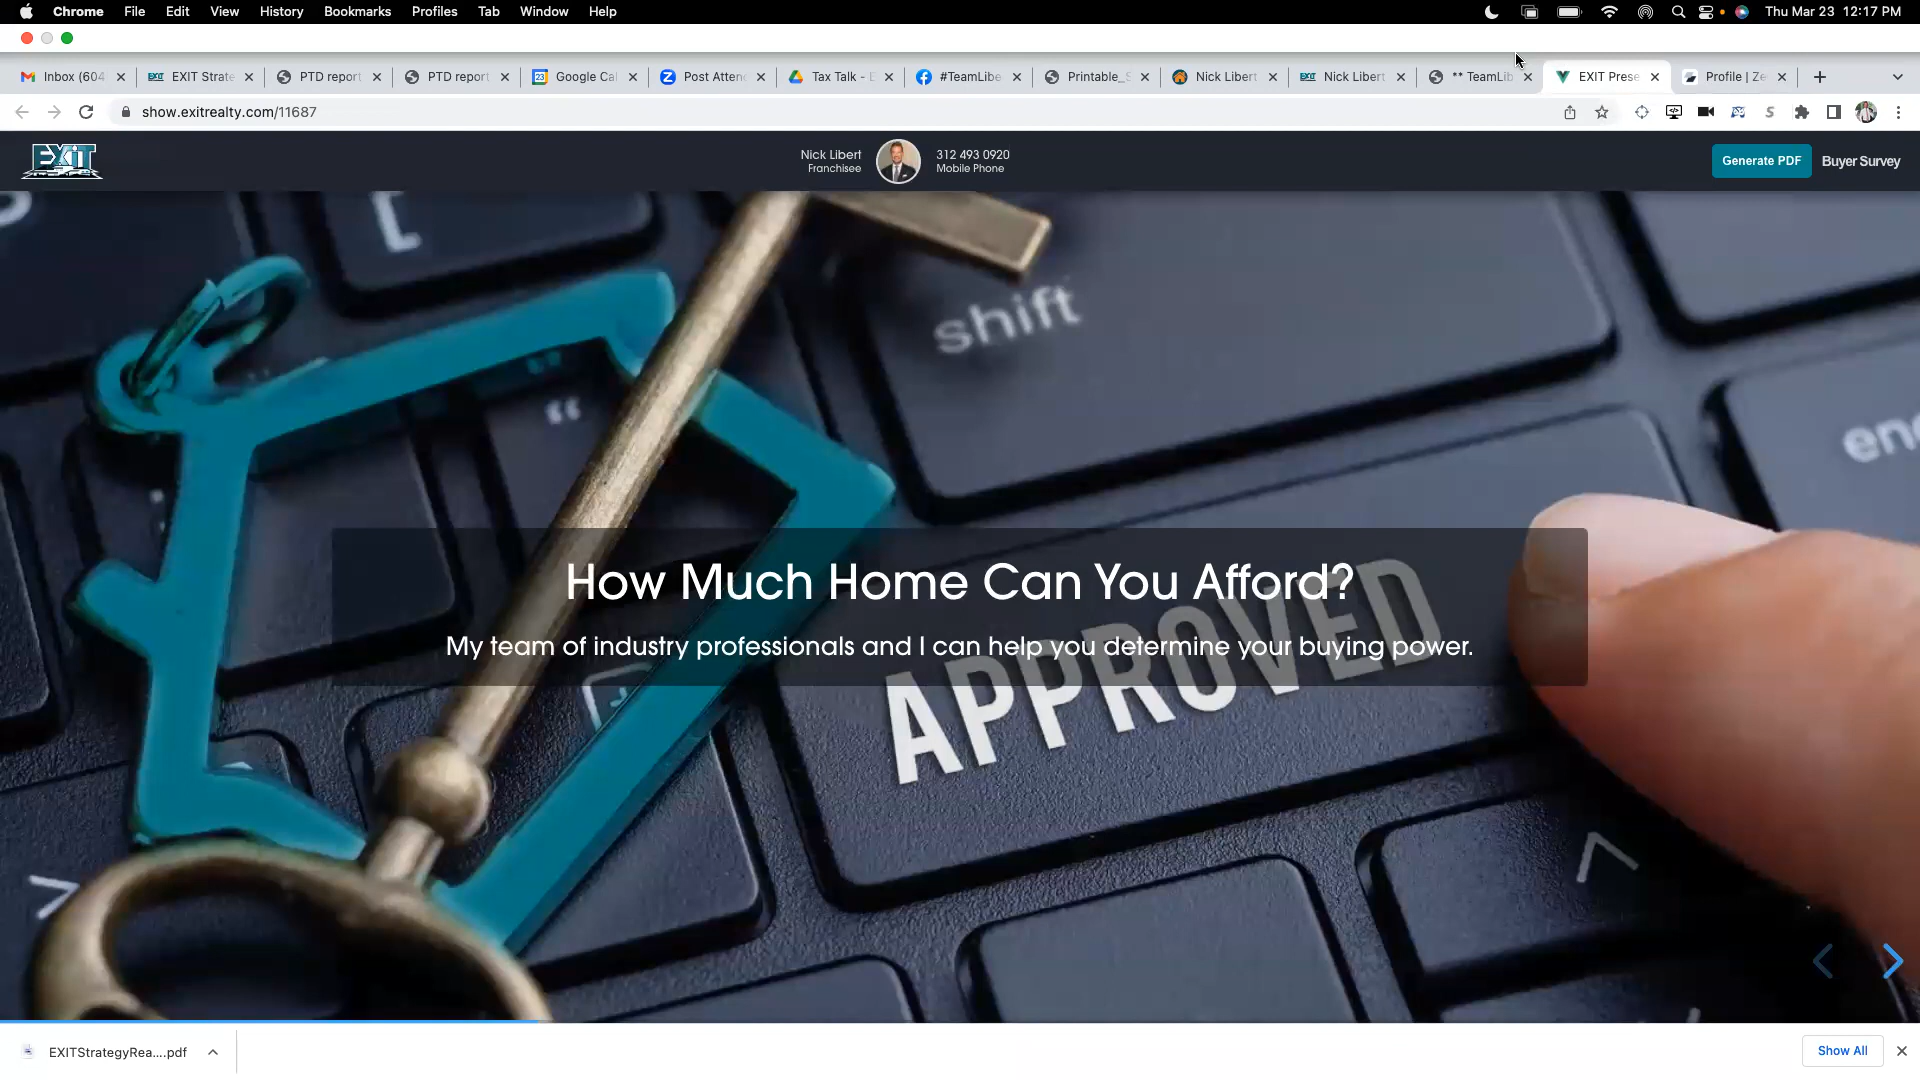 Chrome File Edit View History Bookmarks Profiles Tab Window Help Thu Mar 23 12:17 PM
Inbox (604 EXIT Strate PTD report PTD report Google Cal Post Atten Tax Talk - E #TeamLibe Printable_S Nick Libert Nick Libert ** TeamLib EXIT Prese Profile | Ze
show.exitrealty.com/11687
EXIT
Nick Libert
Franchisee
312 493 0920
Mobile Phone
Generate PDF
Buyer Survey
shift
How Much Home Can You Afford?
My team of industry professionals and I can help you determine your buying power.
APPROVED
EXITStrategyRea....pdf
Show All